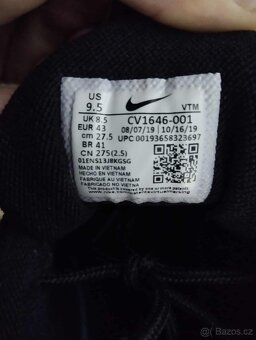 US
9.5
VTM
UK 8.5
EUR 43
cm 27.5
BR 41
CN 275(2.5)
CV1646-001
08/07/19 | 10/16/19
UPC 00193658323697
01ENS13JBKGSG
MADE IN VIETNAM
HECHO EN VIETNAM
FABRIQUÉ AU VIETNAM
FABRICADO NO VIETNAM
bazos.cz